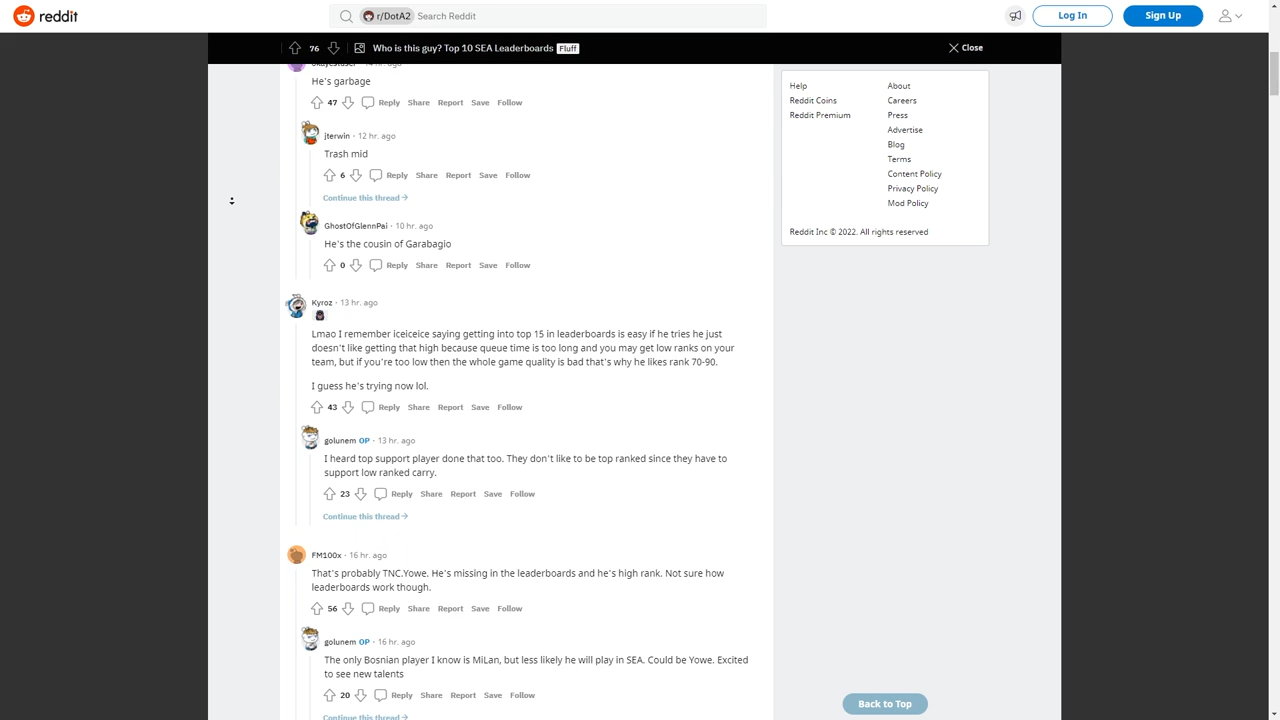 reddit
r/DotA2
Search Reddit
Log In
Sign Up
76
Who is this guy? Top 10 SEA Leaderboards
Fluff
Close
He's garbage
47
Reply
Share
Report
Save
Follow
jterwin · 12 hr. ago
Trash mid
6
Reply
Share
Report
Save
Follow
Continue this thread
GhostOfGlennPai · 10 hr. ago
He's the cousin of Garabagio
0
Reply
Share
Report
Save
Follow
Kyroz · 13 hr. ago
Lmao I remember iceiceice saying getting into top 15 in leaderboards is easy if he tries he just
doesn't like getting that high because queue time is too long and you may get low ranks on your
team, but if you're too low then the whole game quality is bad that's why he likes rank 70-90.
I guess he's trying now lol.
43
Reply
Share
Report
Save
Follow
golunem OP · 13 hr. ago
I heard top support player done that too. They don't like to be top ranked since they have to
support low ranked carry.
23
Reply
Share
Report
Save
Follow
Continue this thread
FM100x · 16 hr. ago
That's probably TNC.Yowe. He's missing in the leaderboards and he's high rank. Not sure how
leaderboards work though.
56
Reply
Share
Report
Save
Follow
golunem OP · 16 hr. ago
The only Bosnian player I know is MiLan, but less likely he will play in SEA. Could be Yowe. Excited
to see new talents
20
Reply
Share
Report
Save
Follow
Continue this thread
Help
Reddit Coins
Reddit Premium
About
Careers
Press
Advertise
Blog
Terms
Content Policy
Privacy Policy
Mod Policy
Reddit Inc © 2022. All rights reserved
Back to Top